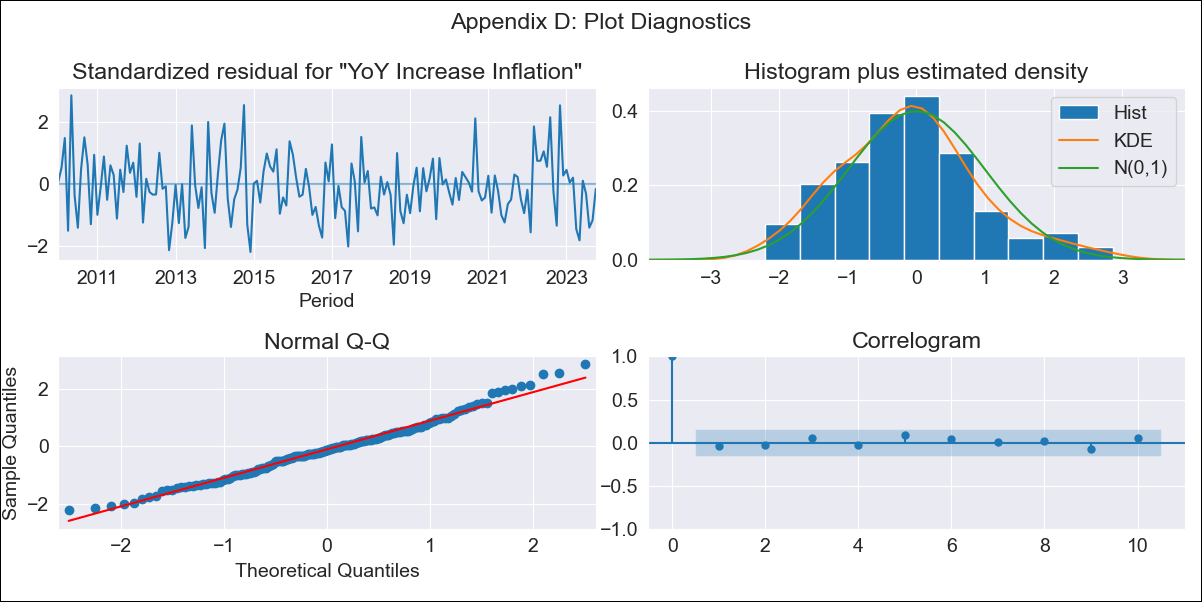 Appendix D: Plot Diagnostics
Standardized residual for "YoY Increase Inflation"
2
0
−2
2011 2013 2015 2017 2019 2021 2023
Period
Histogram plus estimated density
0.4
0.2
0.0
−3 −2 −1 0 1 2 3
Hist
KDE
N(0,1)
Normal Q-Q
Sample Quantiles
2
0
−2
−2 −1 0 1 2
Theoretical Quantiles
Correlogram
1.0
0.5
0.0
−0.5
−1.0
0 2 4 6 8 10